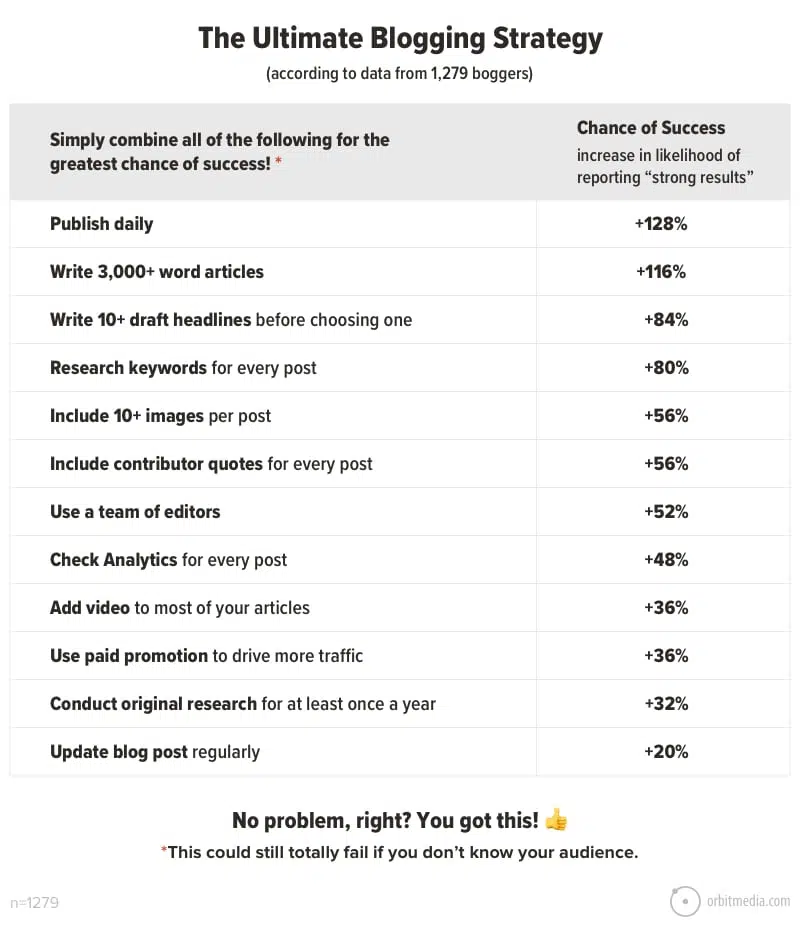 The Ultimate Blogging Strategy
(according to data from 1,279 boggers)
Simply combine all of the following for the
greatest chance of success! *
Chance of Success
increase in likelihood of
reporting “strong results”
Publish daily +128%
Write 3,000+ word articles +116%
Write 10+ draft headlines before choosing one +84%
Research keywords for every post +80%
Include 10+ images per post +56%
Include contributor quotes for every post +56%
Use a team of editors +52%
Check Analytics for every post +48%
Add video to most of your articles +36%
Use paid promotion to drive more traffic +36%
Conduct original research for at least once a year +32%
Update blog post regularly +20%
No problem, right? You got this! 👍
*This could still totally fail if you don’t know your audience.
n=1279
orbitmedia.com